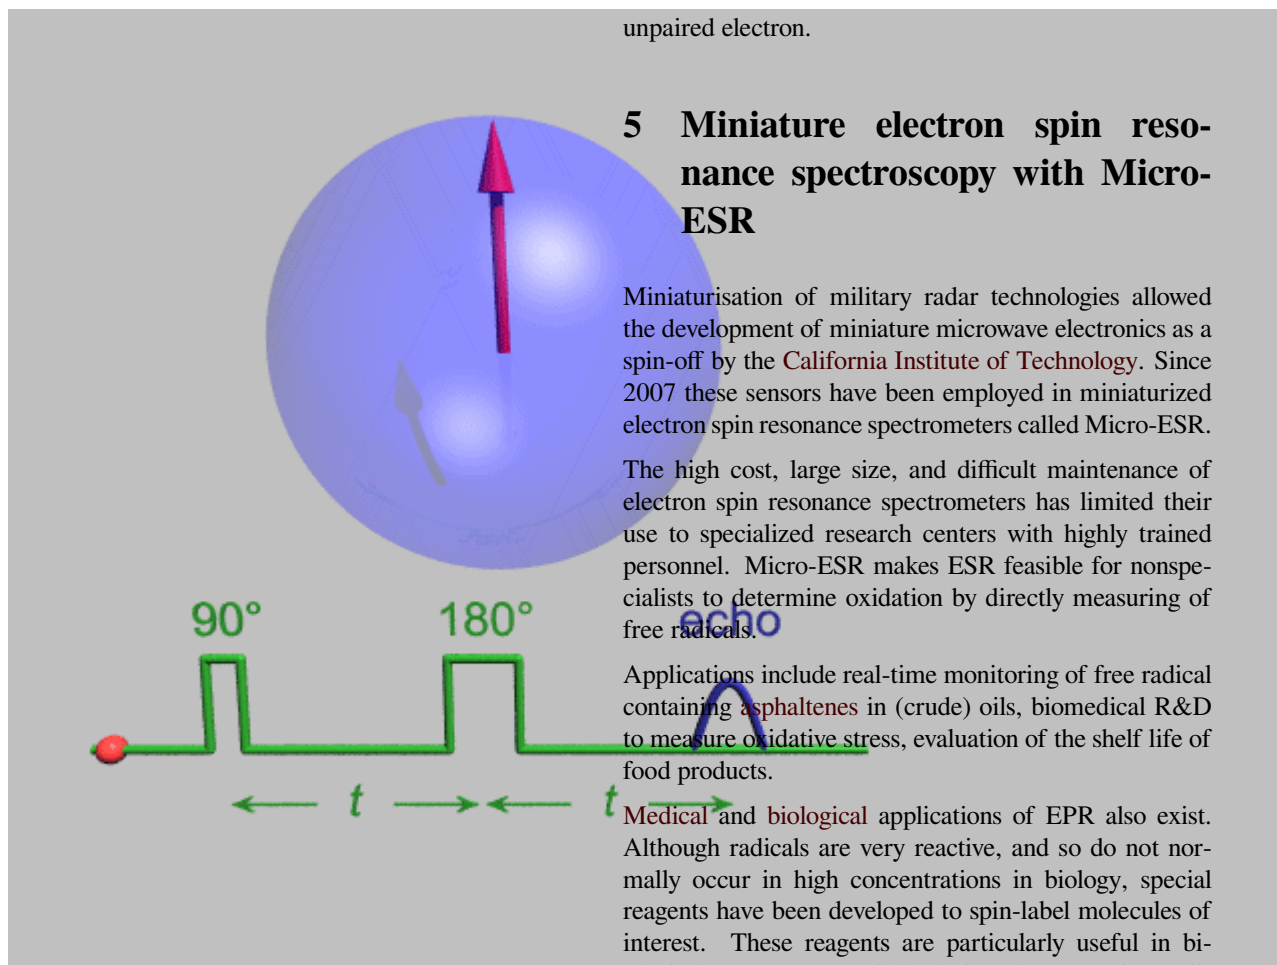 unpaired electron.
5 Miniature electron spin reso-
nance spectroscopy with Micro-
ESR
Miniaturisation of military radar technologies allowed
the development of miniature microwave electronics as a
spin-off by the California Institute of Technology. Since
2007 these sensors have been employed in miniaturized
electron spin resonance spectrometers called Micro-ESR.
The high cost, large size, and difficult maintenance of
electron spin resonance spectrometers has limited their
use to specialized research centers with highly trained
personnel. Micro-ESR makes ESR feasible for nonspe-
cialists to determine oxidation by directly measuring of
free radicals.
Applications include real-time monitoring of free radical
containing asphaltenes in (crude) oils, biomedical R&D
to measure oxidative stress, evaluation of the shelf life of
food products.
Medical and biological applications of EPR also exist.
Although radicals are very reactive, and so do not nor-
mally occur in high concentrations in biology, special
reagents have been developed to spin-label molecules of
interest. These reagents are particularly useful in bi-
90° 180° echo
t t